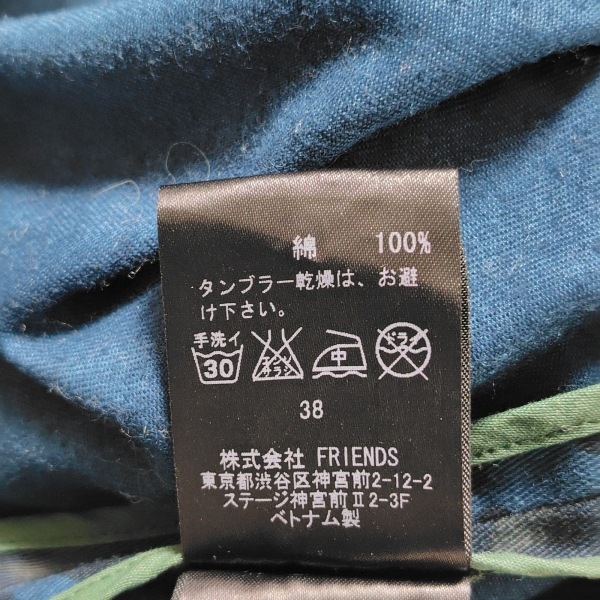 綿 100%
タンブラー乾燥は、お避
け下さい。
手洗イ
30 エンソサラシ 中 ドライ
38
株式会社 FRIENDS
東京都渋谷区神宮前2-12-2
ステージ神宮前Ⅱ2-3F
ベトナム製